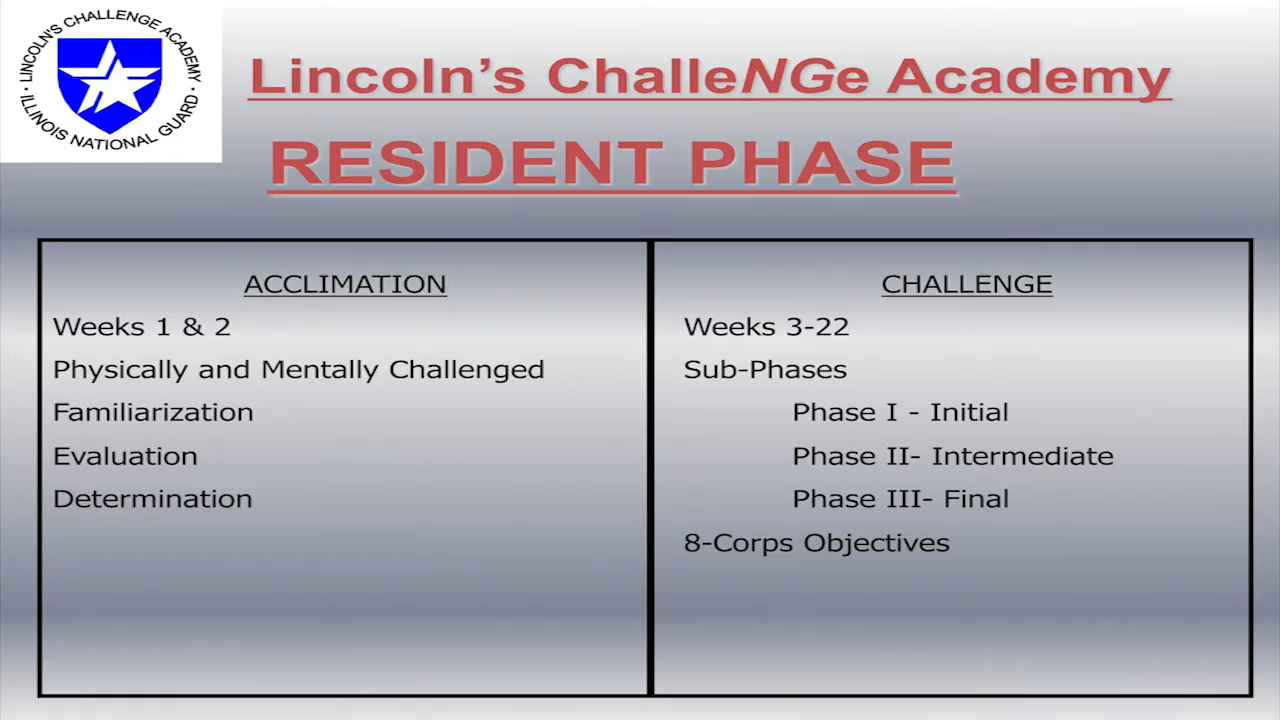 LINCOLN'S CHALLENGE ACADEMY
· ILLINOIS NATIONAL GUARD ·
Lincoln’s ChalleNGe Academy
RESIDENT PHASE
ACCLIMATION
Weeks 1 & 2
Physically and Mentally Challenged
Familiarization
Evaluation
Determination
CHALLENGE
Weeks 3-22
Sub-Phases
Phase I - Initial
Phase II- Intermediate
Phase III- Final
8-Corps Objectives